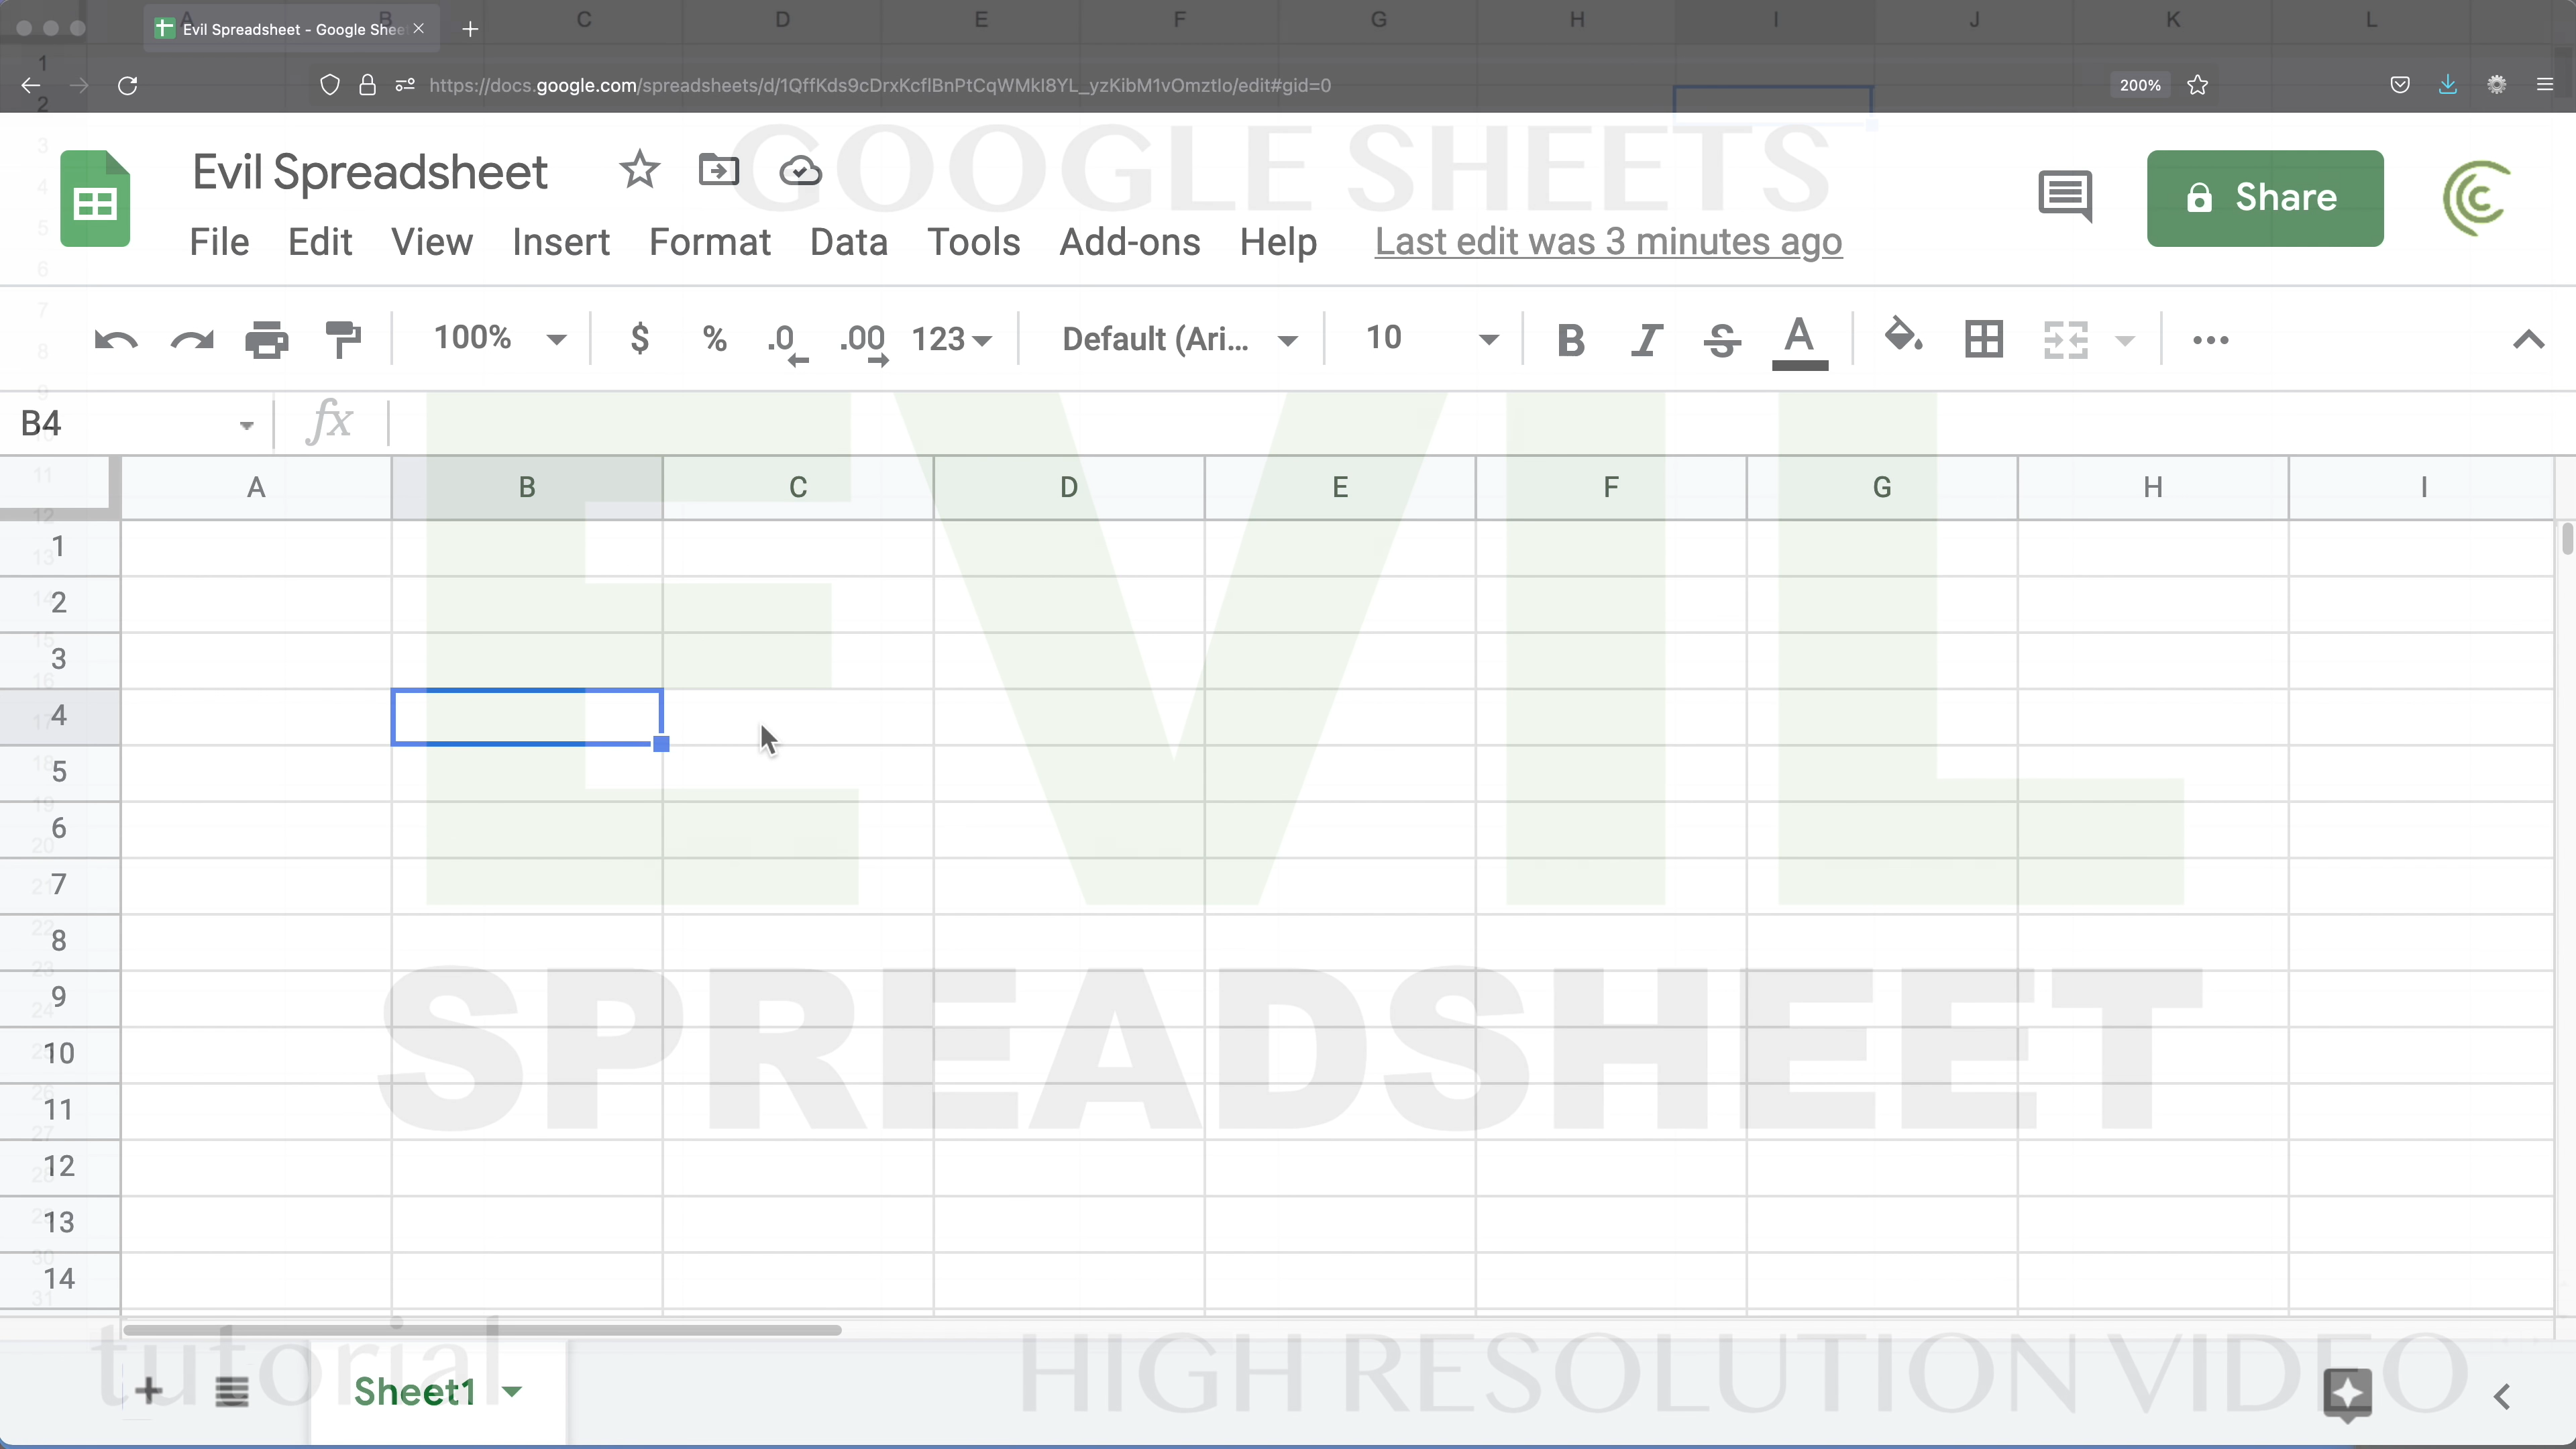 A B C D E F G H I J K L
Evil Spreadsheet - Google Shee
1
https://docs.google.com/spreadsheets/d/1QffKds9cDrxKcflBnPtCqWMkI8YL_yzKibM1vOmztIo/edit#gid=0
200%
2
GOOGLE SHEETS
Evil Spreadsheet
Share
File Edit View Insert Format Data Tools Add-ons Help Last edit was 3 minutes ago
100% $ % .0 .00 123 Default (Ari... 10 B I S A
B4 fx
A B C D E F G H I
1
2
3
4
5
6
7
8
9
10
11
12
13
14
EVIL
SPREADSHEET
tutorial
HIGH RESOLUTION VIDEO
Sheet1